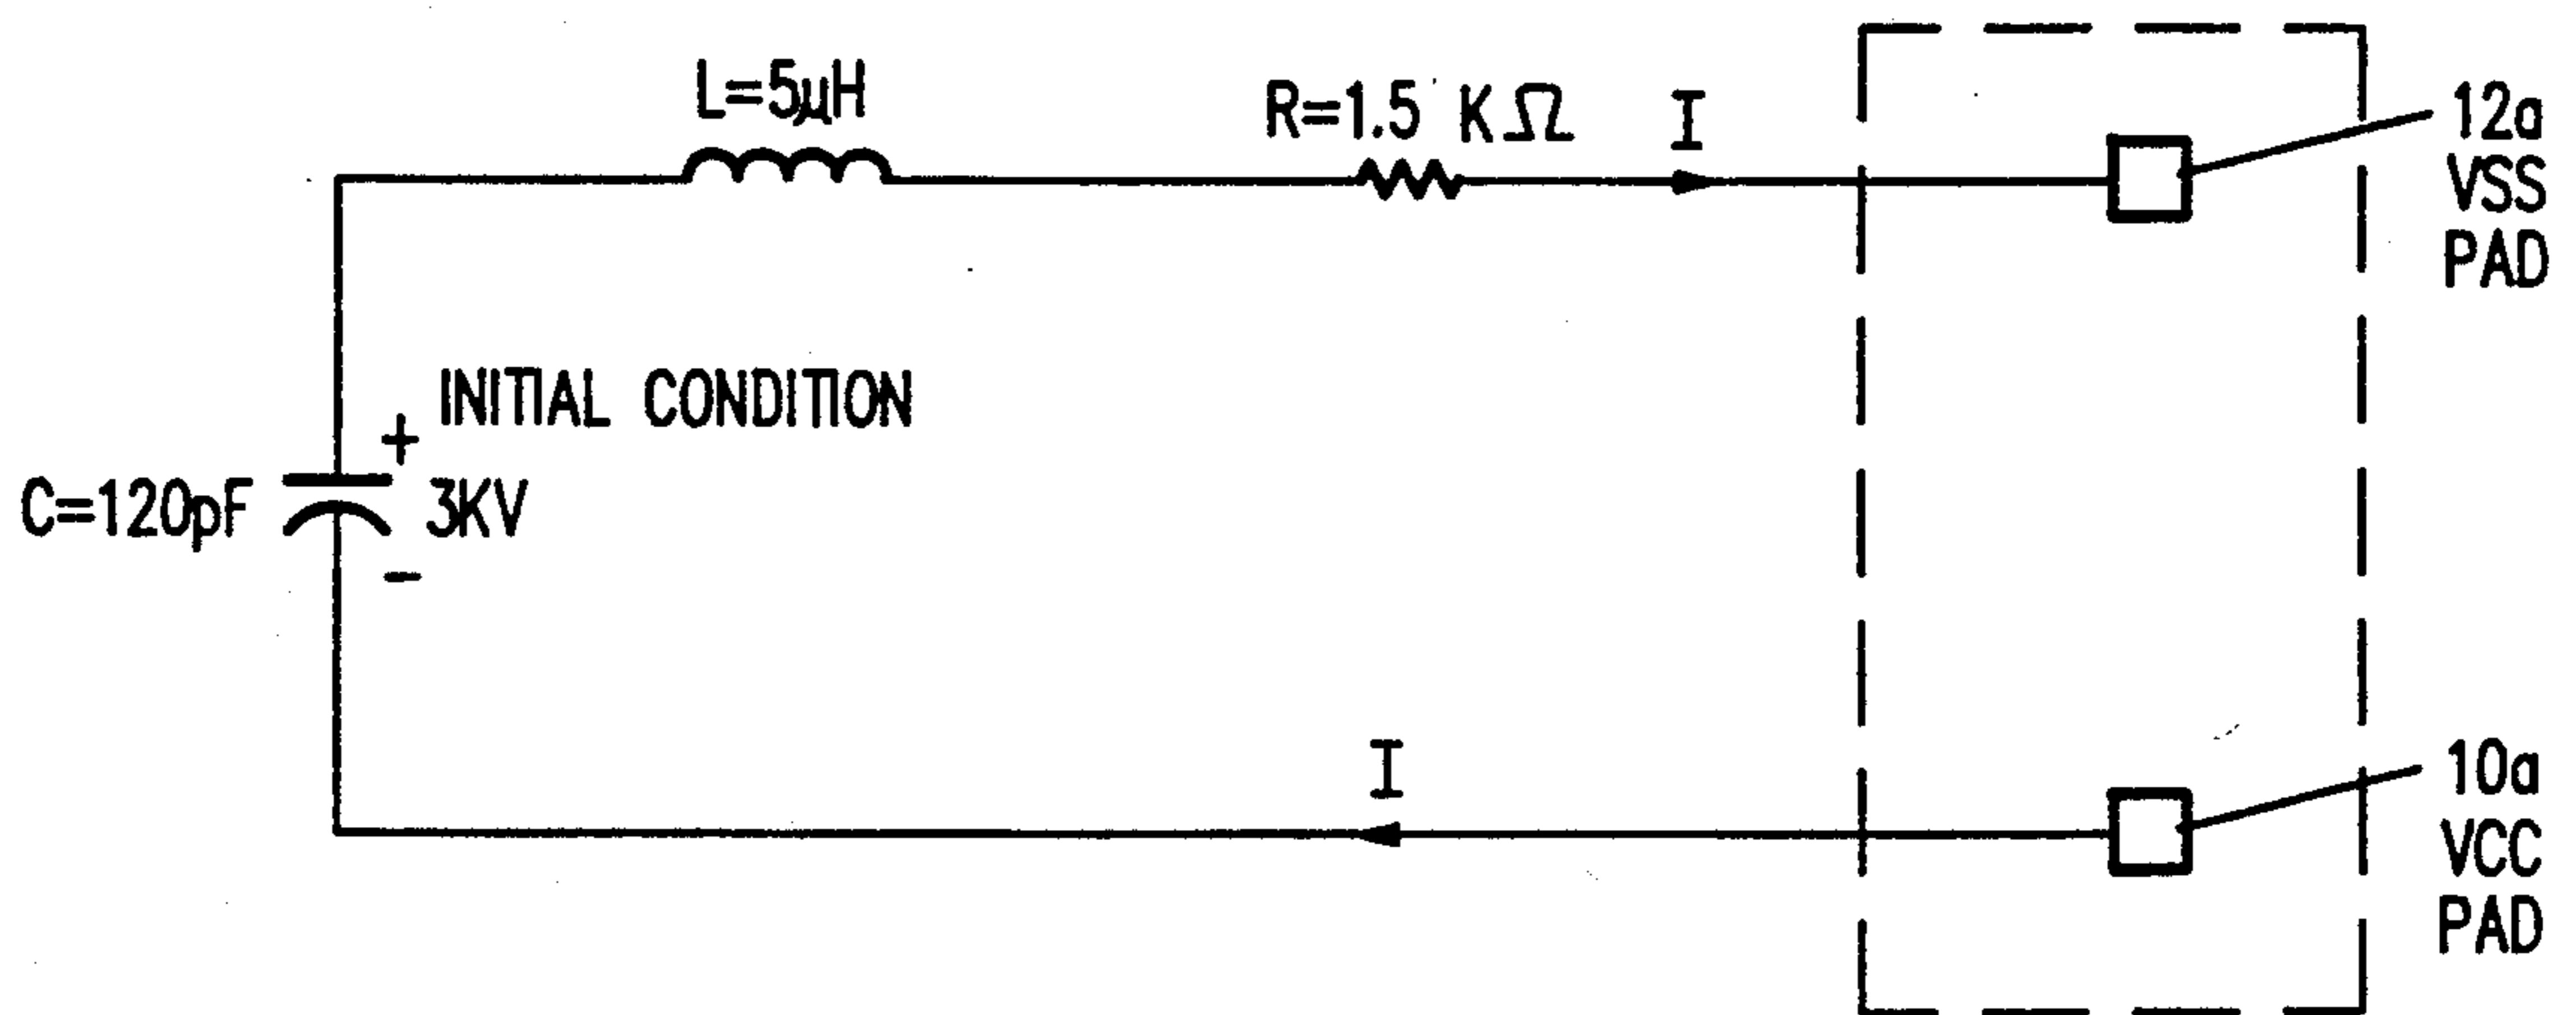 L=5μH
R=1.5 KΩ
I
12a
VSS
PAD
INITIAL CONDITION
+
C=120pF
3KV
-
I
10a
VCC
PAD